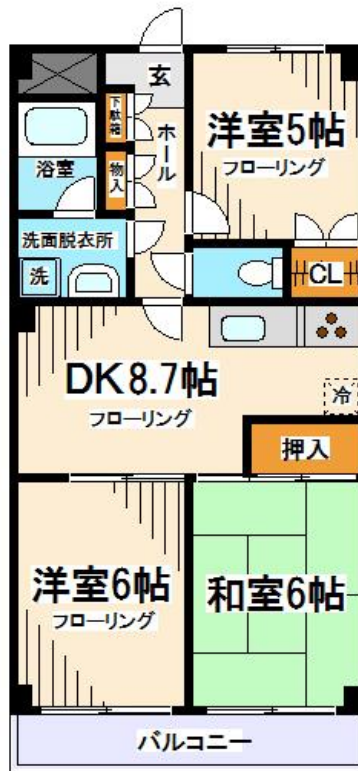 玄
下駄箱
ホール
洋室5帖
フローリング
浴室
物入
洗面脱衣所
洗
CL
DK8.7帖
フローリング
冷
押入
洋室6帖
フローリング
和室6帖
バルコニー